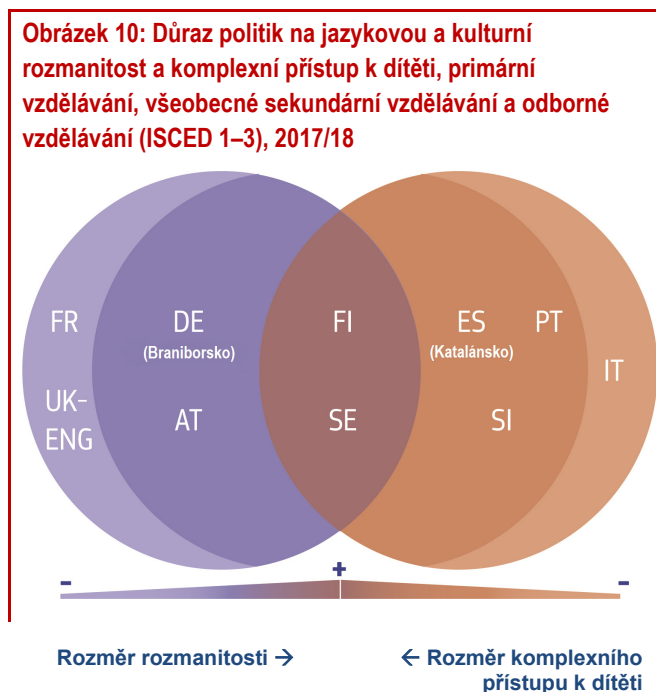 Obrázek 10: Důraz politik na jazykovou a kulturní
rozmanitost a komplexní přístup k dítěti, primární
vzdělávání, všeobecné sekundární vzdělávání a odborné
vzdělávání (ISCED 1–3), 2017/18
FR
DE
(Braniborsko)
FI
ES
(Katalánsko)
PT
IT
UK-
ENG
AT
SE
SI
-
+
-
Rozměr rozmanitosti →
← Rozměr komplexního
přístupu k dítěti